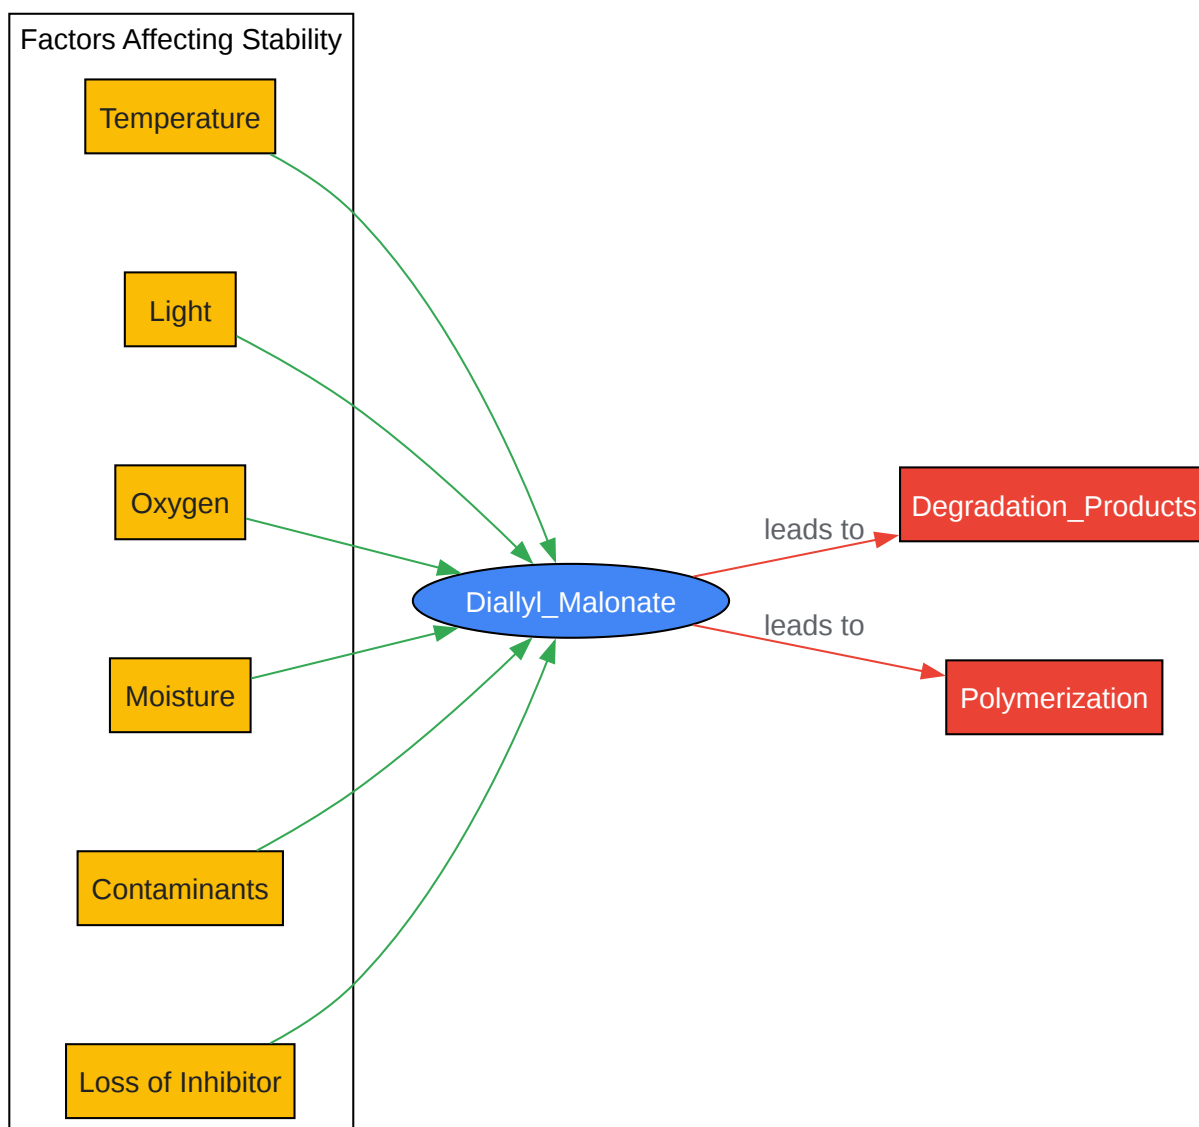 Factors Affecting Stability
Temperature
Light
Oxygen
Moisture
Contaminants
Loss of Inhibitor
Diallyl_Malonate
leads to
leads to
Degradation_Products
Polymerization